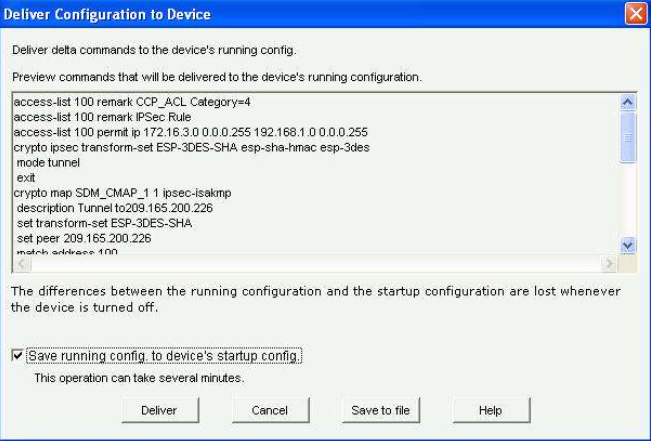 Deliver Configuration to Device
Deliver delta commands to the device's running config.
Preview commands that will be delivered to the device's running configuration.
access-list 100 remark CCP_ACL Category=4
access-list 100 remark IPSec Rule
access-list 100 permit ip 172.16.3.0 0.0.0.255 192.168.1.0 0.0.0.255
crypto ipsec transform-set ESP-3DES-SHA esp-sha-hmac esp-3des
mode tunnel
exit
crypto map SDM_CMAP_1 1 ipsec-isakmp
description Tunnel to209.165.200.226
set transform-set ESP-3DES-SHA
set peer 209.165.200.226
match address 100
The differences between the running configuration and the startup configuration are lost whenever
the device is turned off.
Save running config. to device's startup config.
This operation can take several minutes.
Deliver Cancel Save to file Help